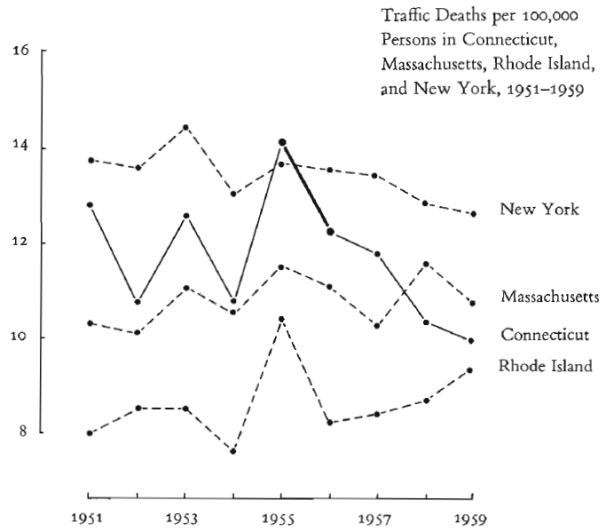 Traffic Deaths per 100,000
Persons in Connecticut,
Massachusetts, Rhode Island,
and New York, 1951–1959
16
14
12
10
8
New York
Massachusetts
Connecticut
Rhode Island
1951 1953 1955 1957 1959